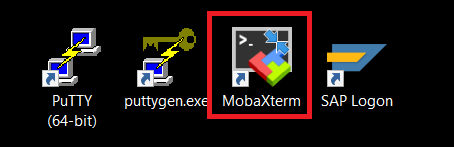 PuTTY
(64-bit)
puttygen.exe
MobaXterm
SAP Logon